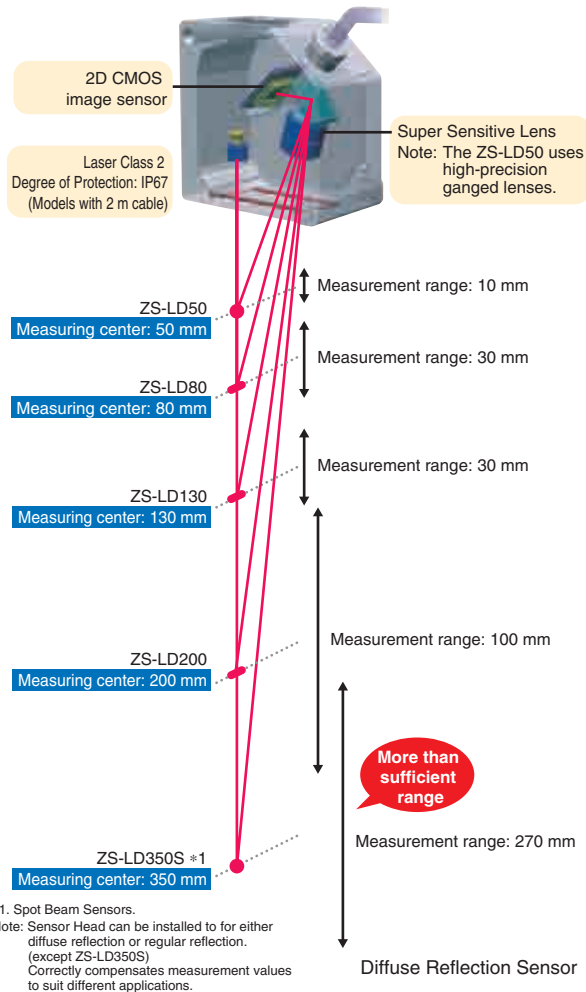 2D CMOS
image sensor
Super Sensitive Lens
Note: The ZS-LD50 uses
high-precision
ganged lenses.
Laser Class 2
Degree of Protection: IP67
(Models with 2 m cable)
Measurement range: 10 mm
ZS-LD50
Measuring center: 50 mm
Measurement range: 30 mm
ZS-LD80
Measuring center: 80 mm
Measurement range: 30 mm
ZS-LD130
Measuring center: 130 mm
Measurement range: 100 mm
ZS-LD200
Measuring center: 200 mm
More than
sufficient
range
Measurement range: 270 mm
ZS-LD350S *1
Measuring center: 350 mm
1. Spot Beam Sensors.
ote: Sensor Head can be installed to for either
diffuse reflection or regular reflection.
(except ZS-LD350S)
Correctly compensates measurement values
to suit different applications.
Diffuse Reflection Sensor